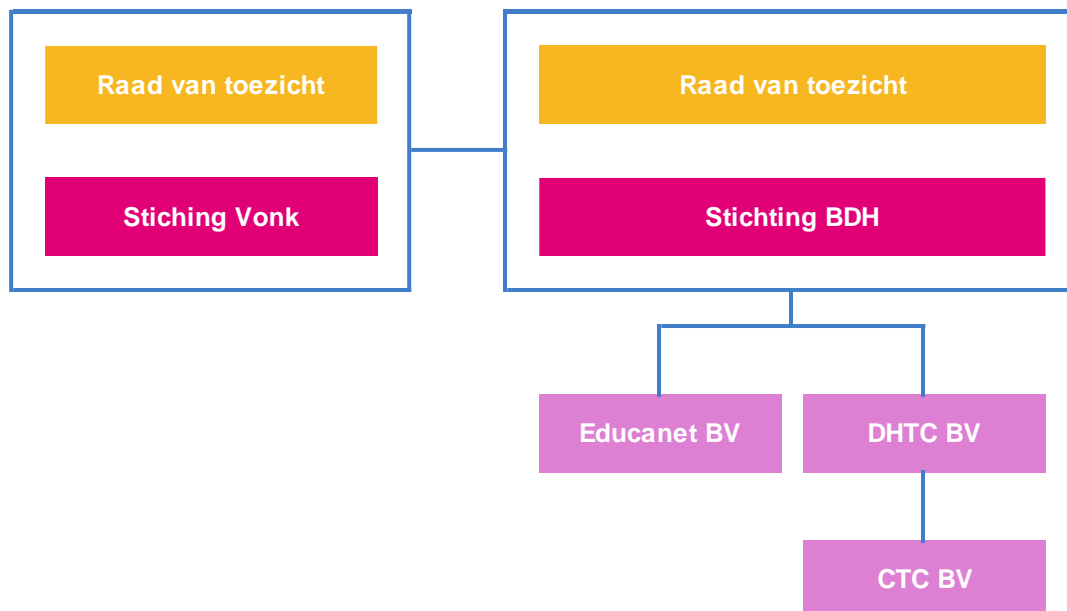 Raad van toezicht
Stiching Vonk
Raad van toezicht
Stichting BDH
Educanet BV
DHTC BV
CTC BV